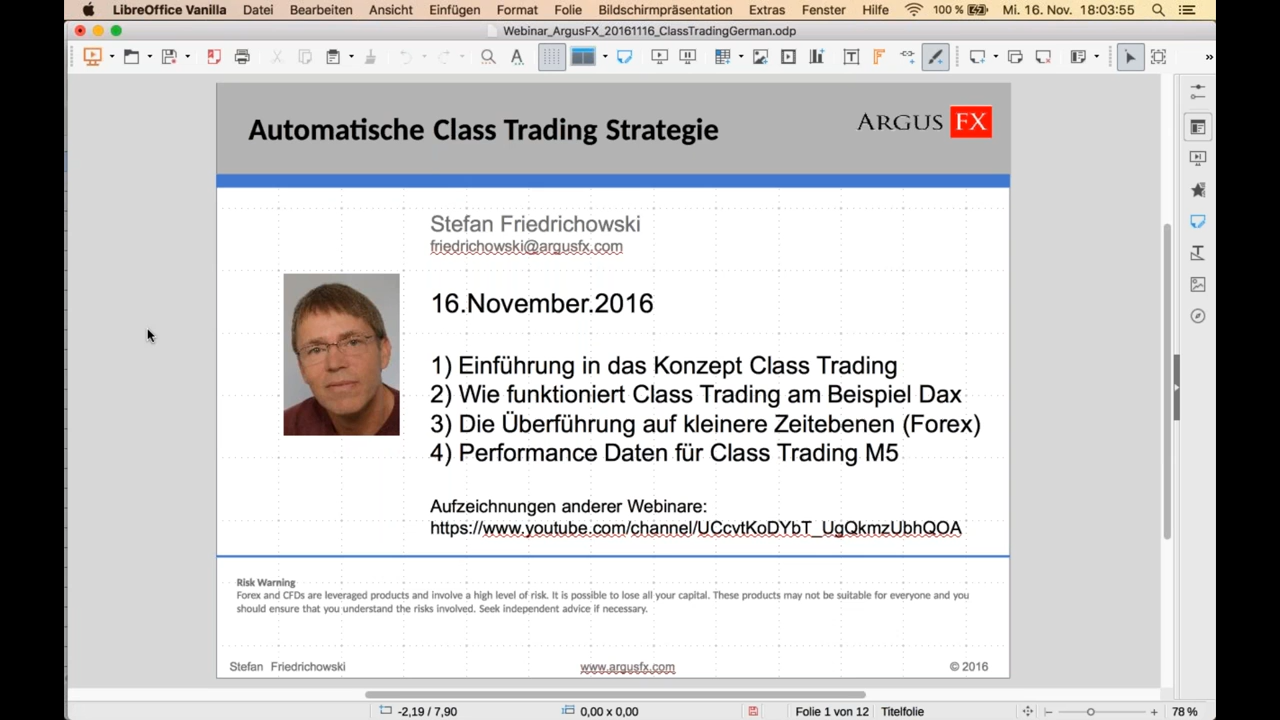 LibreOffice Vanilla Datei Bearbeiten Ansicht Einfügen Format Folie Bildschirmpräsentation Extras Fenster Hilfe 100 % Mi. 16. Nov. 18:03:55
Webinar_ArgusFX_20161116_ClassTradingGerman.odp
Automatische Class Trading Strategie
ARGUS FX
Stefan Friedrichowski
friedrichowski@argusfx.com
16.November.2016
1) Einführung in das Konzept Class Trading
2) Wie funktioniert Class Trading am Beispiel Dax
3) Die Überführung auf kleinere Zeitebenen (Forex)
4) Performance Daten für Class Trading M5
Aufzeichnungen anderer Webinare:
https://www.youtube.com/channel/UCcvtKoDYbT_UgQkmzUbhQOA
Risk Warning
Forex and CFDs are leveraged products and involve a high level of risk. It is possible to lose all your capital. These products may not be suitable for everyone and you
should ensure that you understand the risks involved. Seek independent advice if necessary.
Stefan Friedrichowski www.argusfx.com © 2016
-2,19 / 7,90 0,00 x 0,00 Folie 1 von 12 Titelfolie 78 %